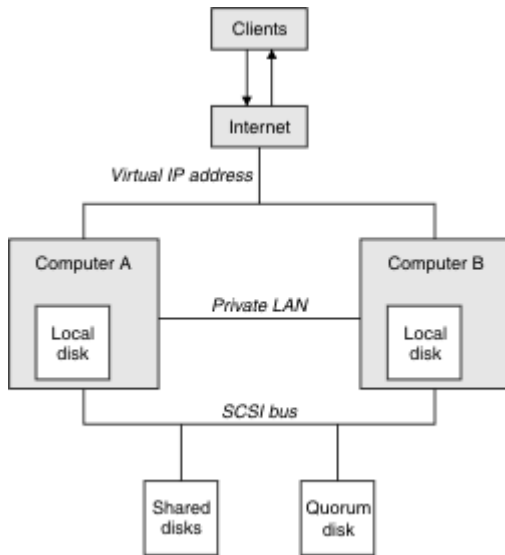 Clients
Internet
Virtual IP address
Computer A
Computer B
Private LAN
Local
disk
Local
disk
SCSI bus
Shared
disks
Quorum
disk